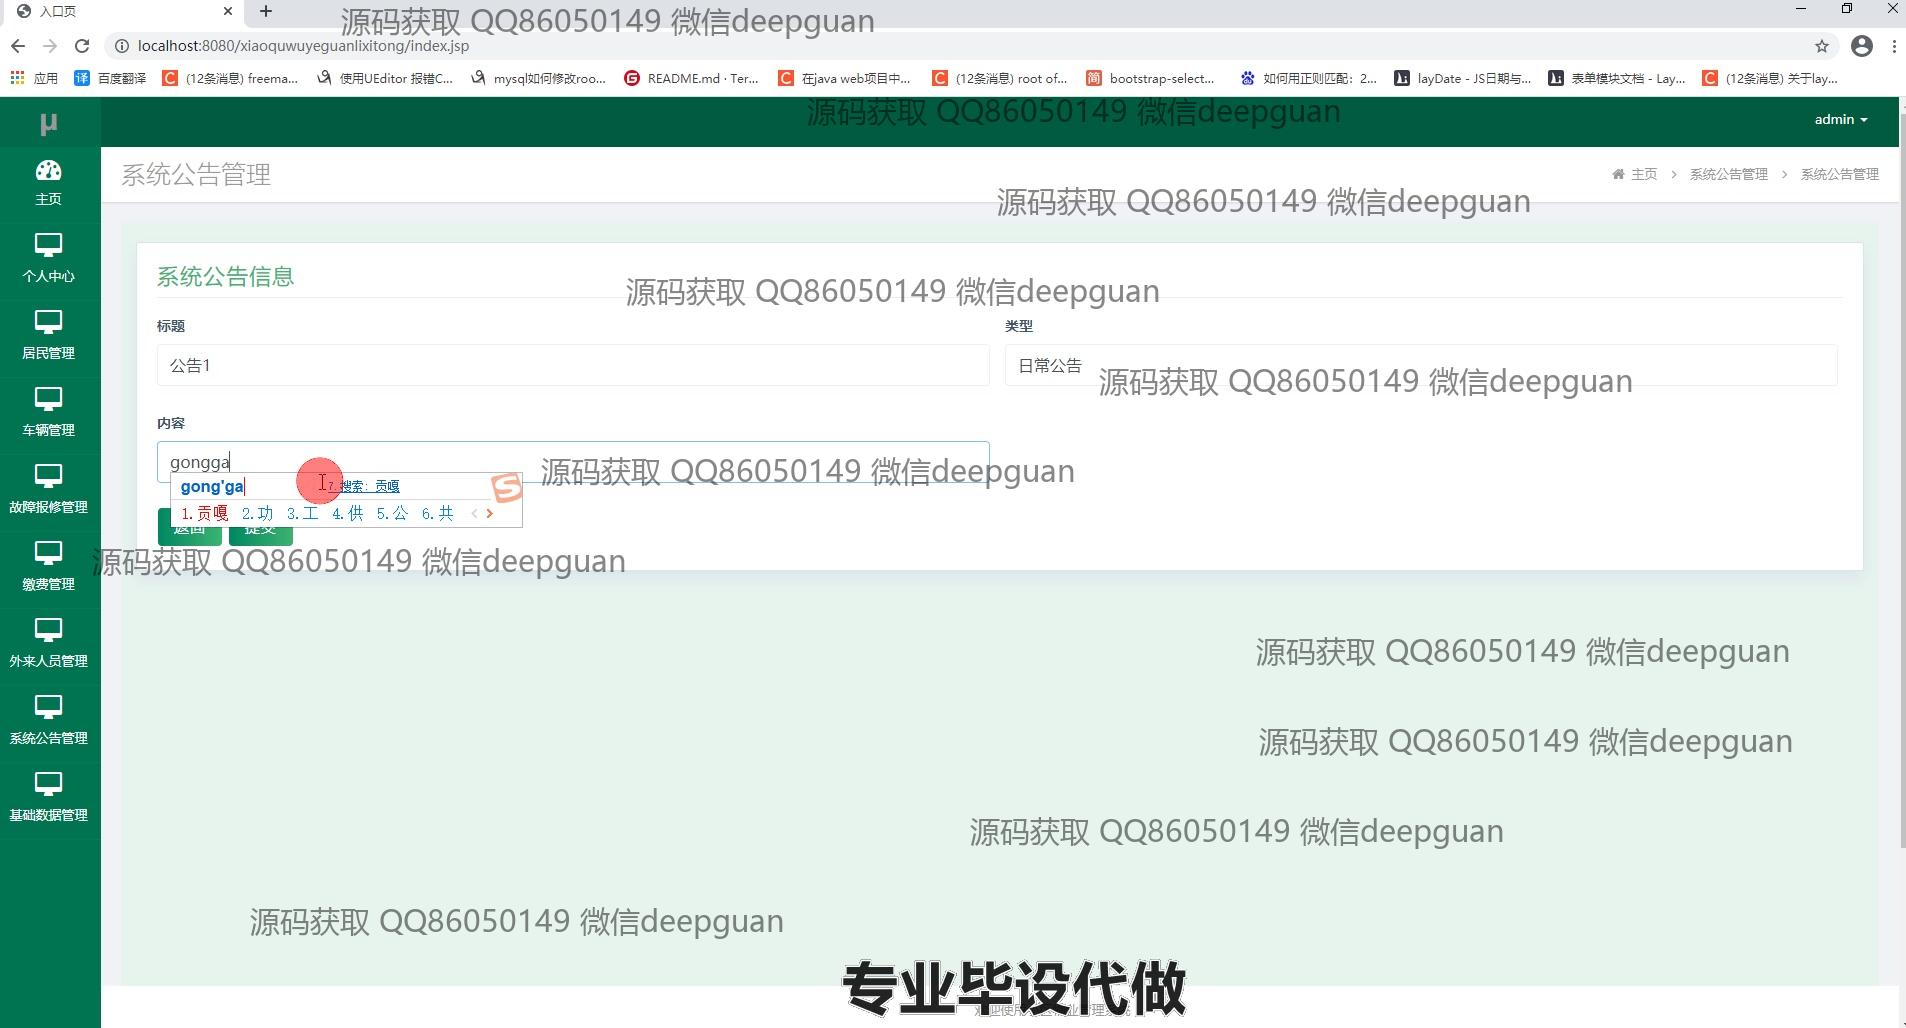 入口页
源码获取 QQ86050149 微信deepguan
localhost:8080/xiaoquwuyeguanlixitong/index.jsp
应用
百度翻译
(12条消息) freema...
使用UEditor 报错C...
mysql如何修改roo...
README.md · Ter...
在java web项目中...
(12条消息) root of...
bootstrap-select...
如何用正则匹配：2...
layDate - JS日期与...
表单模块文档 - Lay...
(12条消息) 关于lay...
μ
源码获取 QQ86050149 微信deepguan
admin
主页
系统公告管理
主页 > 系统公告管理 > 系统公告管理
源码获取 QQ86050149 微信deepguan
个人中心
系统公告信息
源码获取 QQ86050149 微信deepguan
标题
类型
居民管理
公告1
日常公告
源码获取 QQ86050149 微信deepguan
内容
车辆管理
gongga
源码获取 QQ86050149 微信deepguan
gong'ga
7.搜索：贡嘎
1.贡嘎 2.功 3.工 4.供 5.公 6.共
返回
提交
故障报修管理
源码获取 QQ86050149 微信deepguan
缴费管理
外来人员管理
源码获取 QQ86050149 微信deepguan
系统公告管理
源码获取 QQ86050149 微信deepguan
基础数据管理
源码获取 QQ86050149 微信deepguan
源码获取 QQ86050149 微信deepguan
专业毕设代做